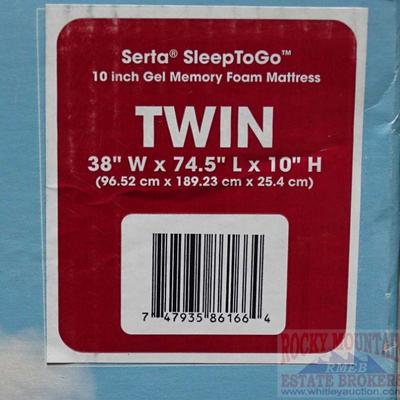 Serta® SleepToGo™
10 inch Gel Memory Foam Mattress
TWIN
38" W x 74.5" L x 10" H
(96.52 cm x 189.23 cm x 25.4 cm)
7 47935 86166 4
ROCKY MOUNTAIN
RMEB
ESTATE BROKERS
www.whitleyauction.com